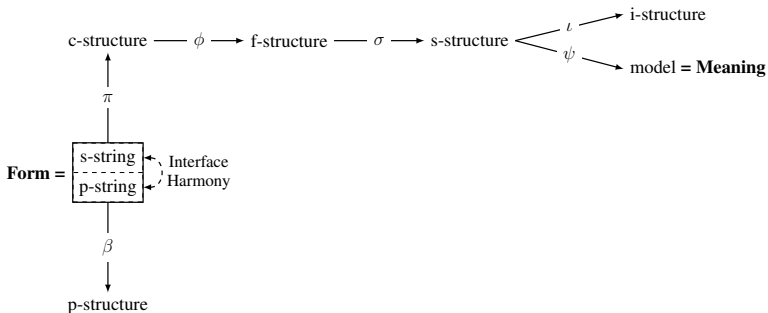 i-structure
c-structure ϕ f-structure σ s-structure ι
ψ
model = Meaning
π
s-string
Form =
Interface
Harmony
p-string
β
p-structure